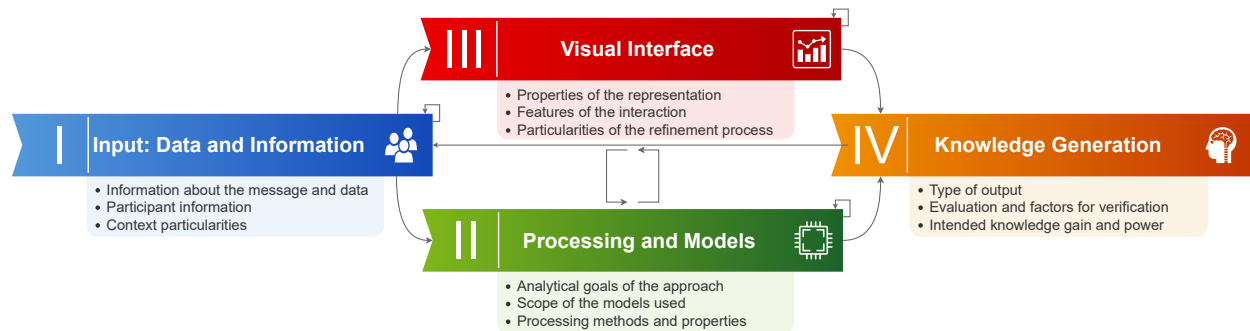 I
Input: Data and Information
Information about the message and data
Participant information
Context particularities
III
Visual Interface
Properties of the representation
Features of the interaction
Particularities of the refinement process
II
Processing and Models
Analytical goals of the approach
Scope of the models used
Processing methods and properties
IV
Knowledge Generation
Type of output
Evaluation and factors for verification
Intended knowledge gain and power